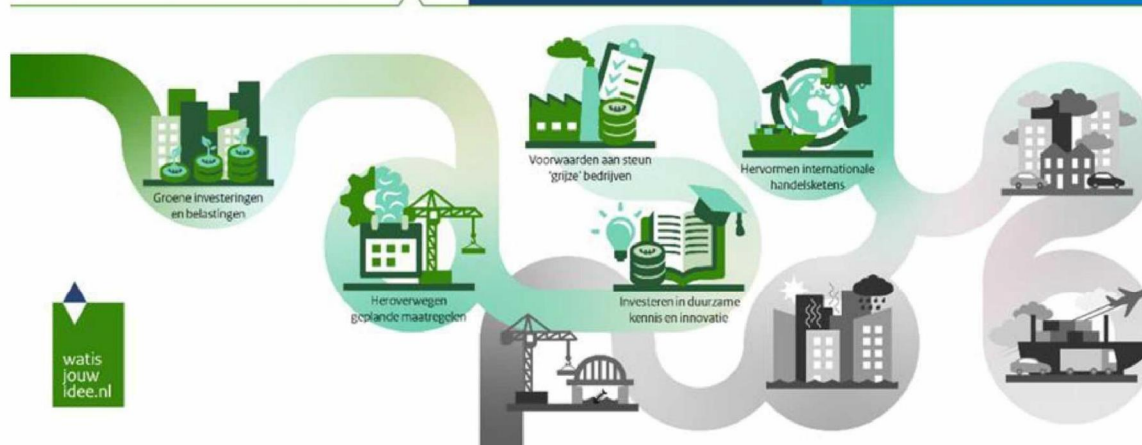 Groene investeringen
en belastingen
Heroverwegen
geplande maatregelen
Voorwaarden aan steun
'grijze' bedrijven
Investeren in duurzame
kennis en innovatie
Hervormen internationale
handelsketens
watis
jouw
idee.nl